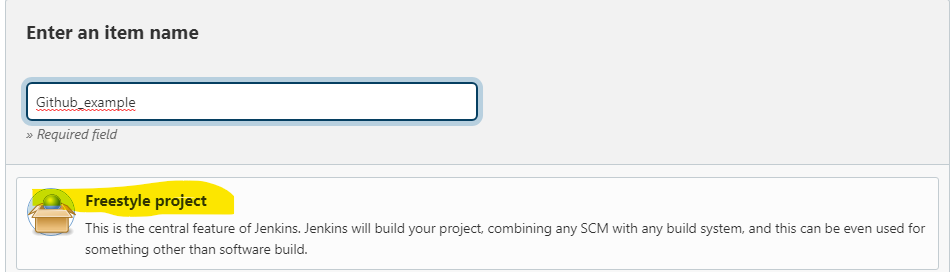 Enter an item name
Github_example
» Required field
Freestyle project
This is the central feature of Jenkins. Jenkins will build your project, combining any SCM with any build system, and this can be even used for
something other than software build.